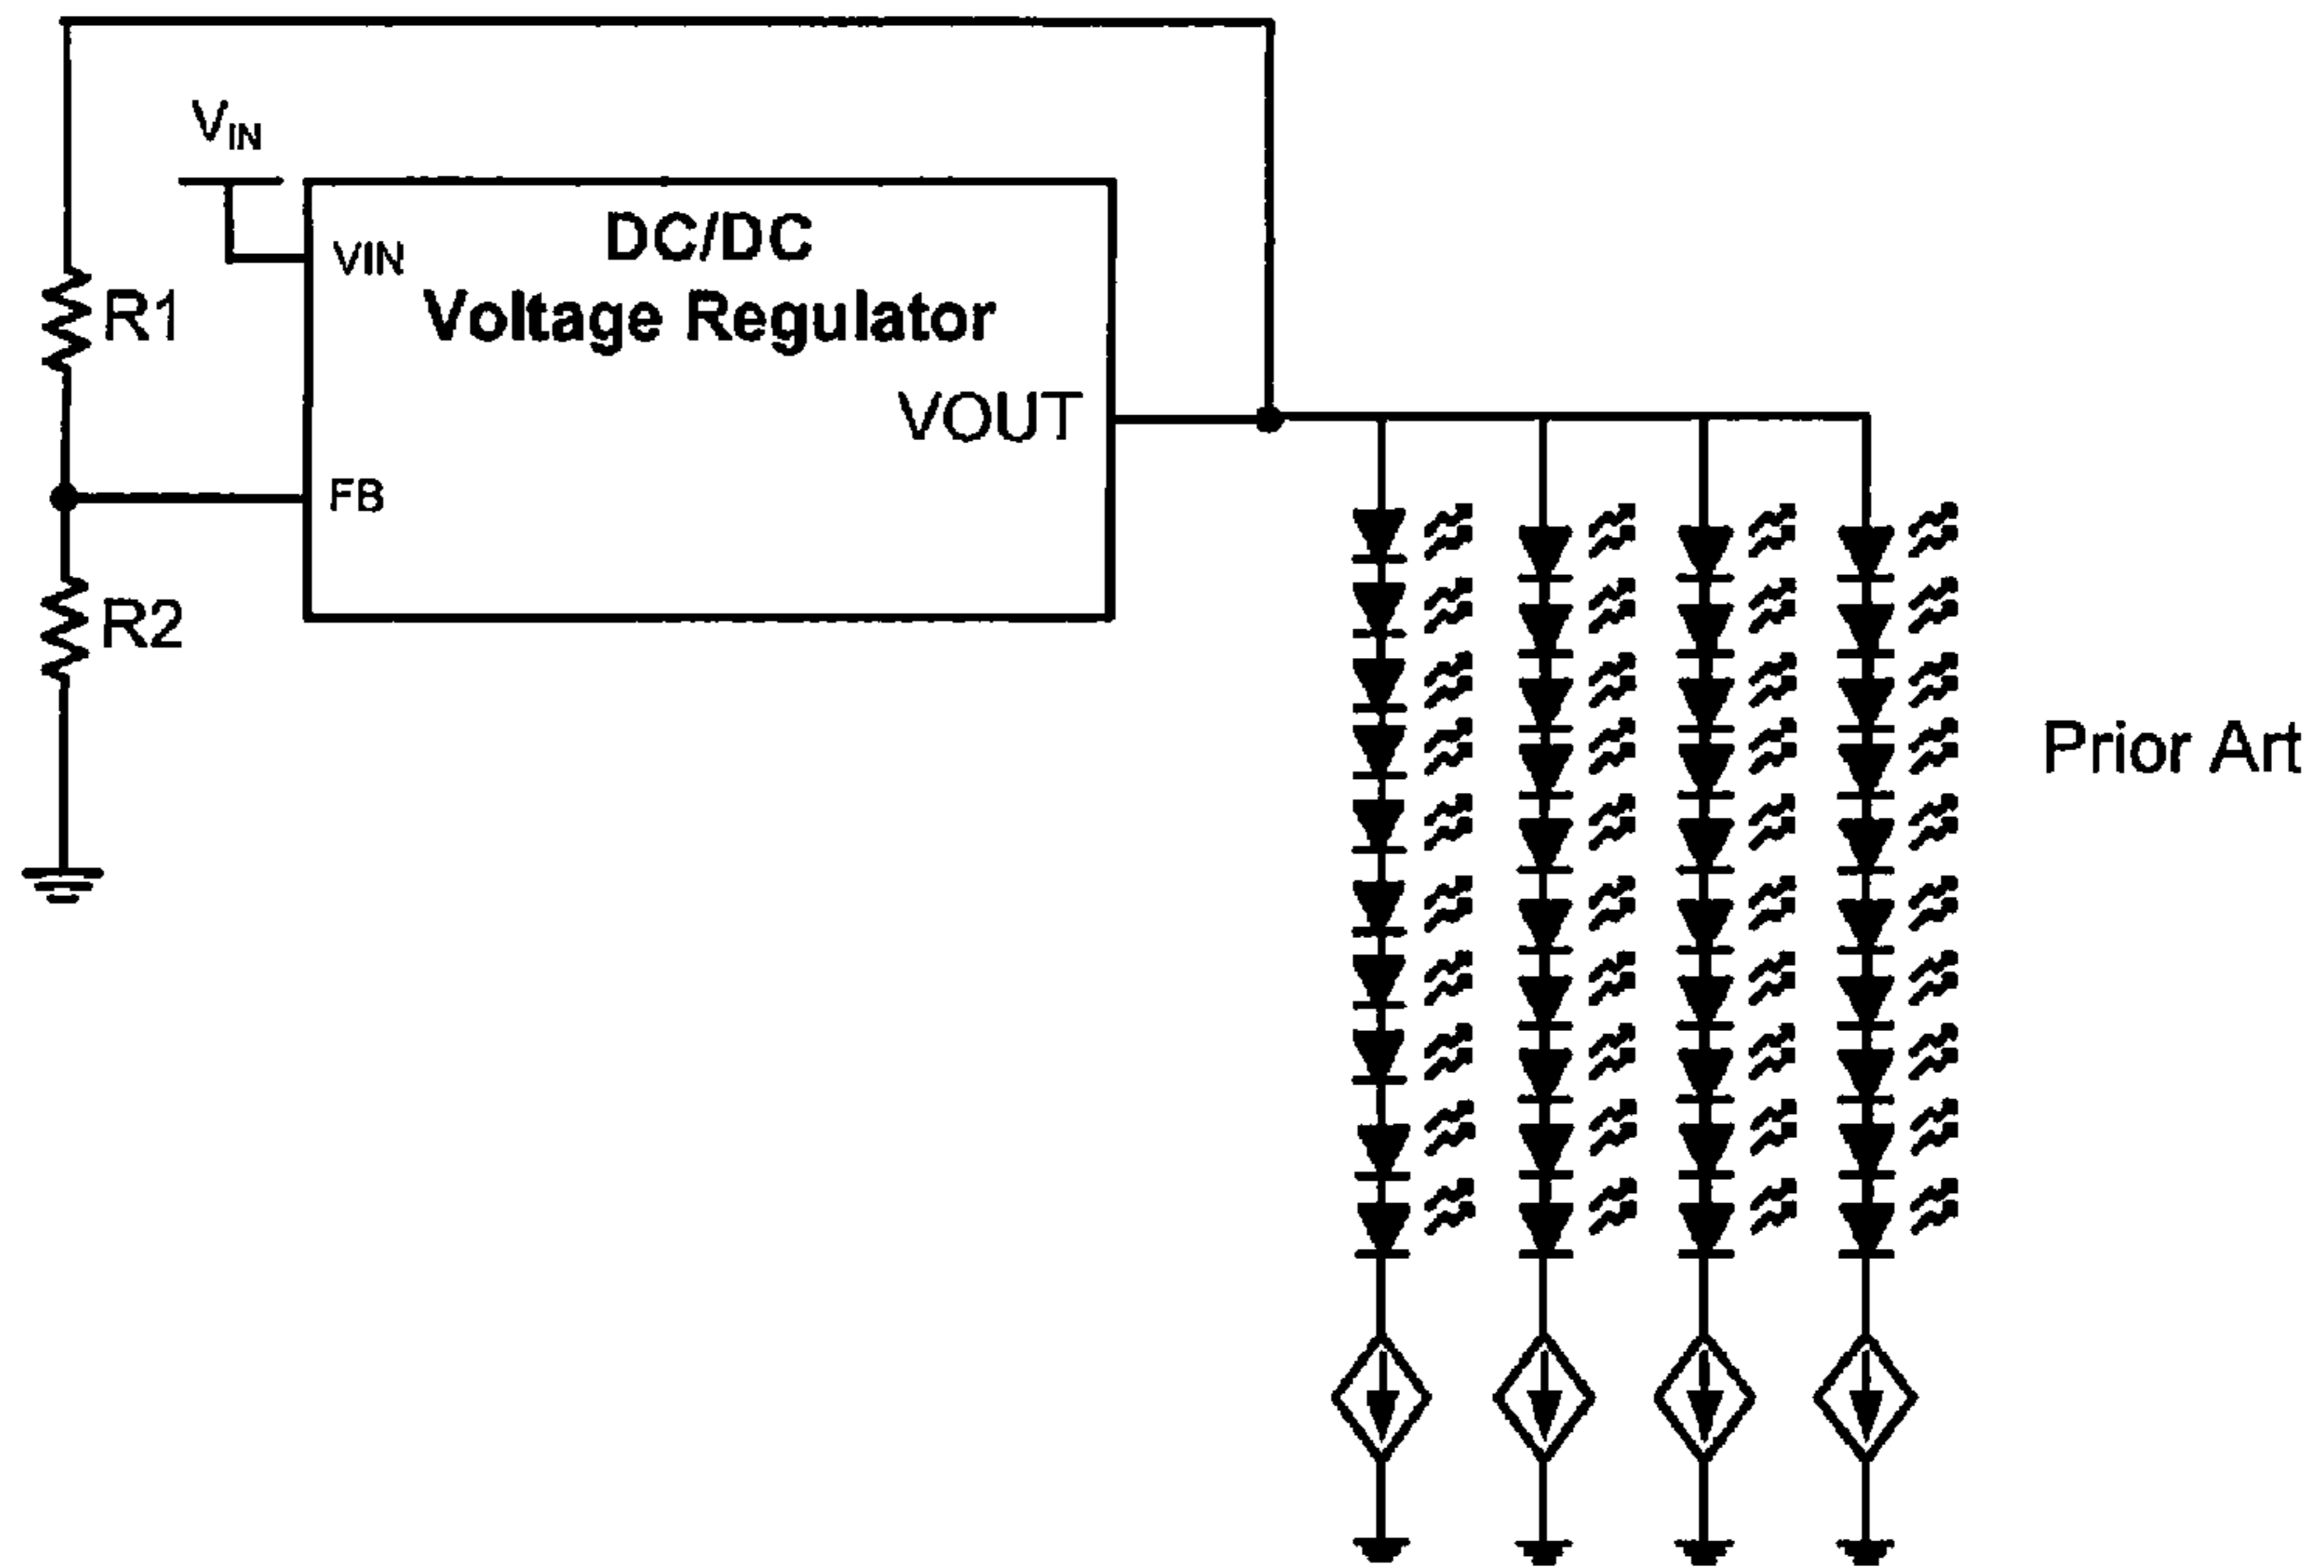 VIN
DC/DC
VIN
Voltage Regulator
R1
VOUT
FB
R2
Prior Art